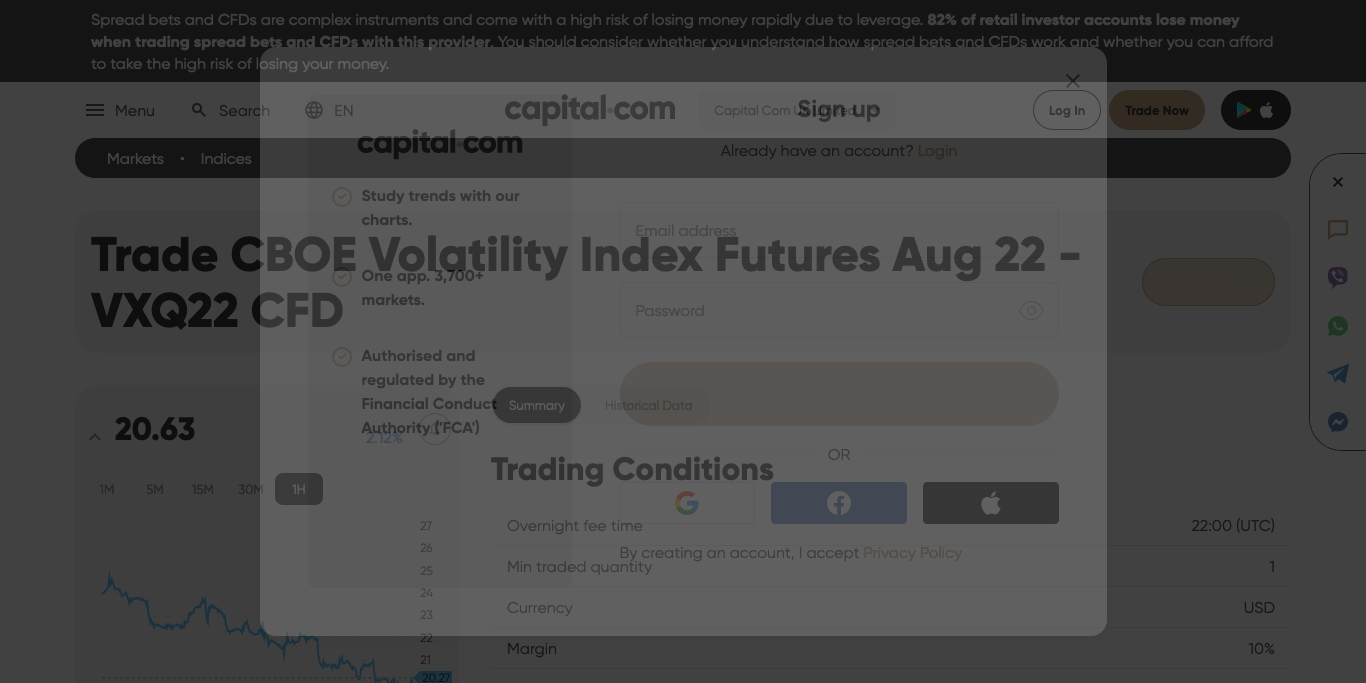 Spread bets and CFDs are complex instruments and come with a high risk of losing money rapidly due to leverage. 82% of retail investor accounts lose money
when trading spread bets and CFDs with this provider. You should consider whether you understand how spread bets and CFDs work and whether you can afford
to take the high risk of losing your money.
Menu
Search
EN
capital.com
Capital Com
Log In
Trade Now
Markets • Indices
Sign up
Already have an account? Login
capital.com
Study trends with our
charts.
One app. 3,700+
markets.
Authorised and
regulated by the
Financial Conduct
Authority ('FCA')
Email address
Password
OR
By creating an account, I accept Privacy Policy
Trade CBOE Volatility Index Futures Aug 22 -
VXQ22 CFD
20.63
2.12%
1M 5M 15M 30M 1H
27
26
25
24
23
22
21
20.27
Summary
Historical Data
Trading Conditions
Overnight fee time 22:00 (UTC)
Min traded quantity 1
Currency USD
Margin 10%